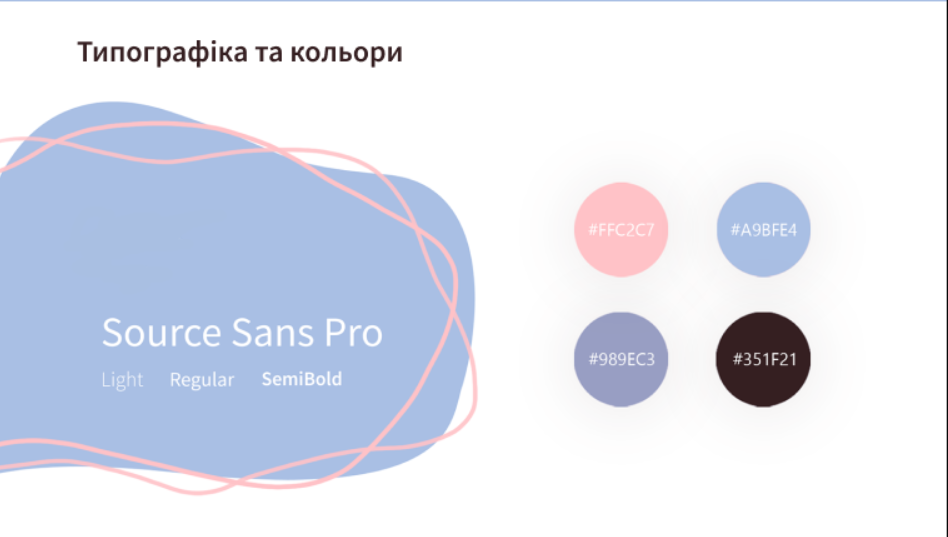 Типографіка та кольори
#FFC2C7 #A9BFE4
Source Sans Pro
#989EC3 #351F21
Light Regular SemiBold